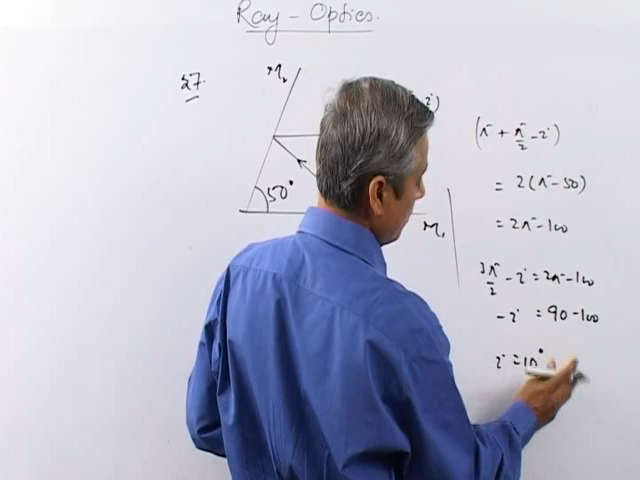 Ray - Optics.
27.
M₂
i)
50°
M₁
(π + π/2 - i)
= 2(π - 50)
= 2π - 100
3π/2 - i = 2π - 100
- i = 90 - 100
i = 10°